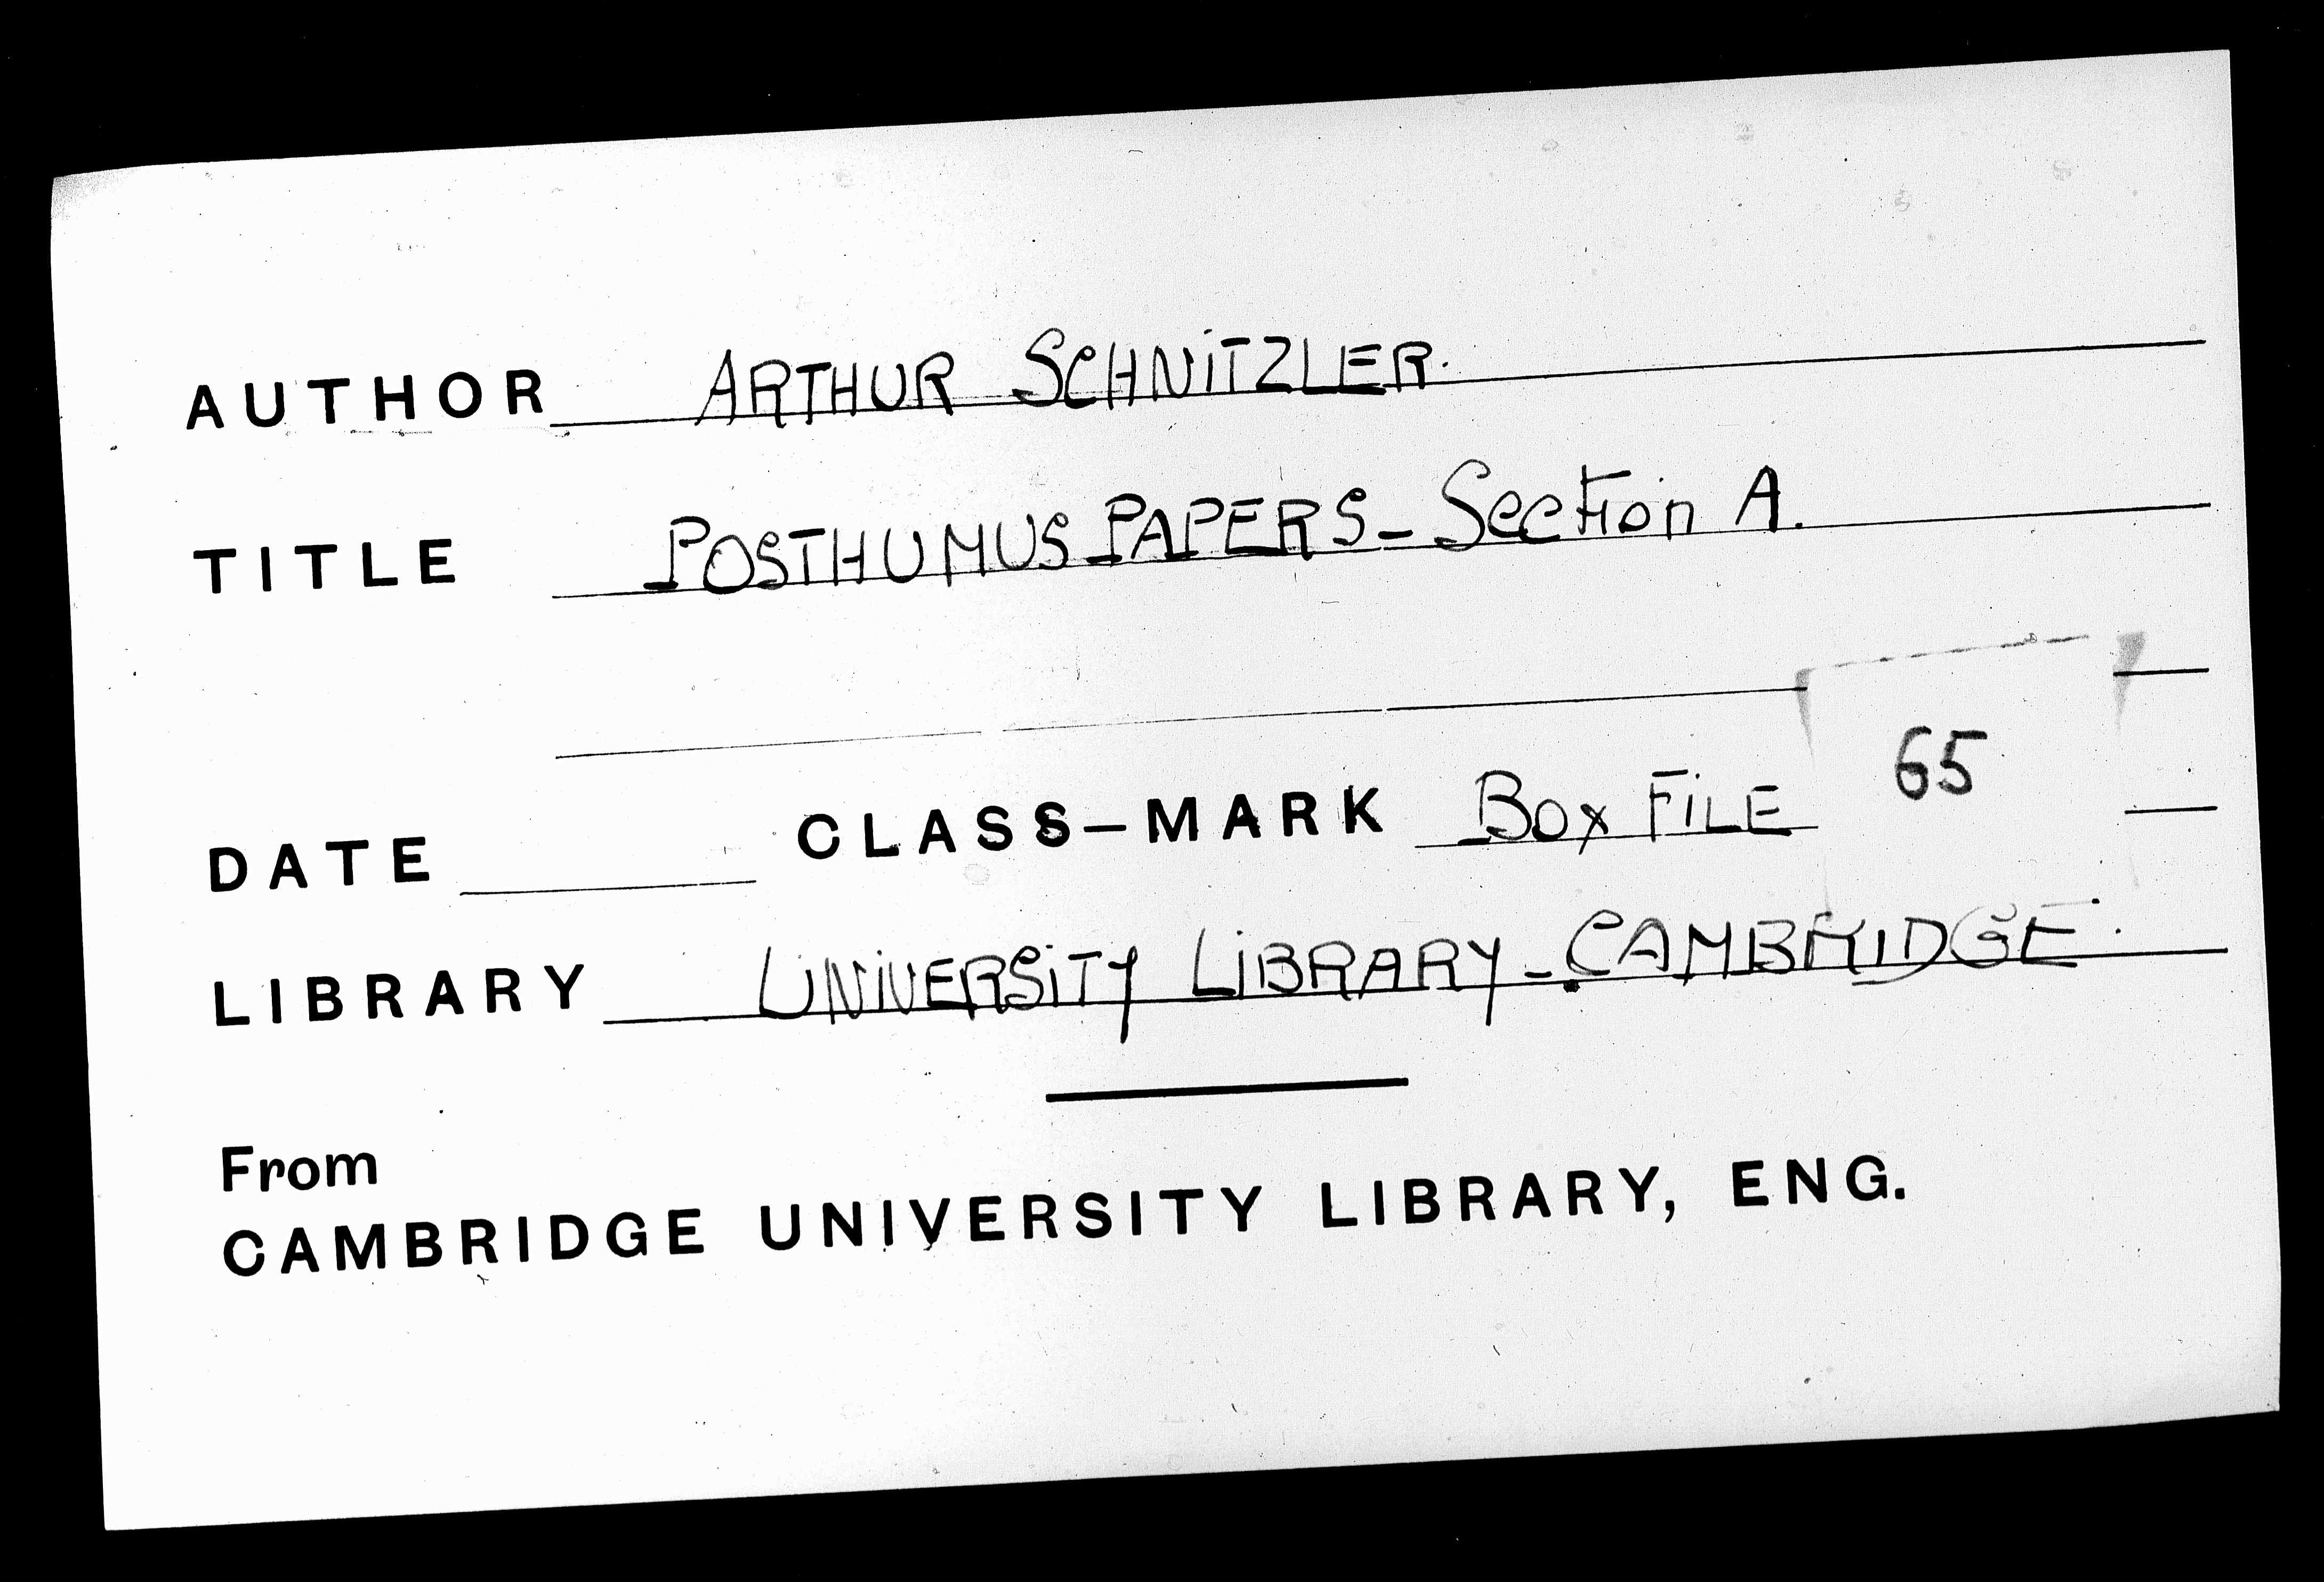 AUTHOR ARTHUR SCHNITZLER.
TITLE POSTHUMUS PAPERS - Section A.
DATE CLASS-MARK BOX FILE 65
LIBRARY UNIVERSITY LIBRARY - CAMBRIDGE.
From
CAMBRIDGE UNIVERSITY LIBRARY, ENG.